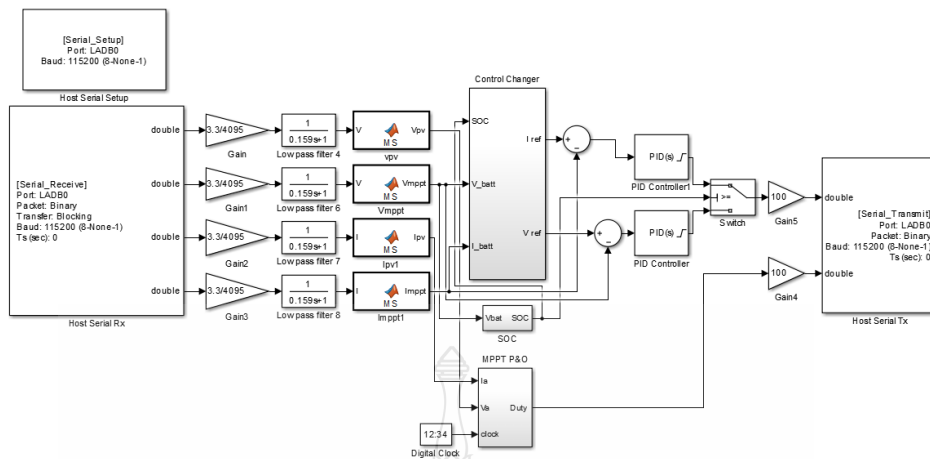 [Serial_Setup]
Port: LADB0
Baud: 115200 (8-None-1)
Host Serial Setup
[Serial_Receive]
Port: LADB0
Packet: Binary
Transfer: Blocking
Baud: 115200 (8-None-1)
Ts (sec): 0
double
double
double
double
Host Serial Rx
3.3/4095
Gain
3.3/4095
Gain1
3.3/4095
Gain2
3.3/4095
Gain3
1
0.159s+1
Low pass filter 4
1
0.159s+1
Low pass filter 6
1
0.159s+1
Low pass filter 7
1
0.159s+1
Low pass filter 8
V Vpv
MS
vpv
V Vmppt
MS
Vmppt
I Ipv
MS
Ipv1
I Imppt
MS
Imppt1
Control Changer
SOC
V_batt
I_batt
I ref
V ref
Vbat SOC
SOC
MPPT P&O
Ia
Va
clock
Duty
12:34
Digital Clock
+
−
+
−
PID(s)
PID Controller1
PID(s)
PID Controller
>=
Switch
100
Gain5
100
Gain4
double
double
[Serial_Transmit]
Port: LADB0
Packet: Binary
Baud: 115200 (8-None-1)
Ts (sec): 0
Host Serial Tx